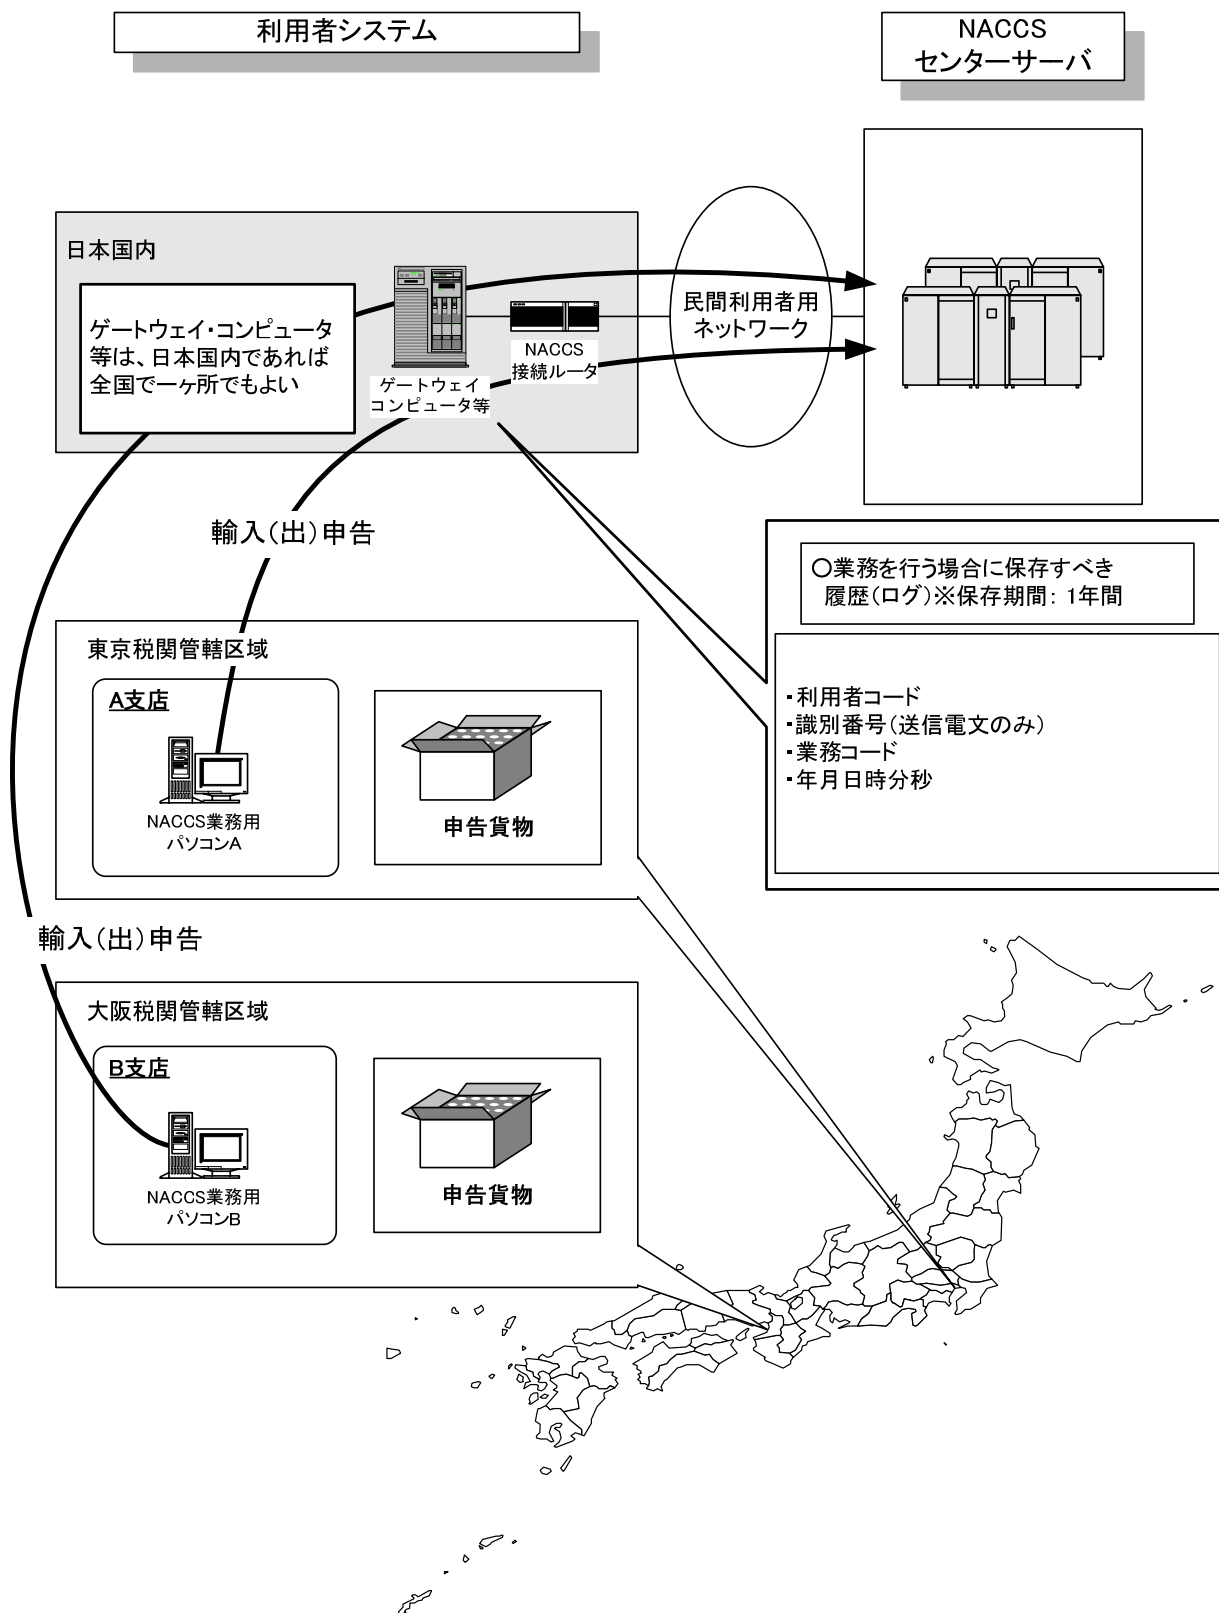 利用者システム
NACCS
センターサーバ
日本国内
ゲートウェイ・コンピュータ
等は、日本国内であれば
全国で一ヶ所でもよい
ゲートウェイ
コンピュータ等
NACCS
接続ルータ
民間利用者用
ネットワーク
輸入(出)申告
○業務を行う場合に保存すべき
履歴(ログ)※保存期間: 1年間
・利用者コード
・識別番号(送信電文のみ)
・業務コード
・年月日時分秒
東京税関管轄区域
A支店
NACCS業務用
パソコンA
申告貨物
輸入(出)申告
大阪税関管轄区域
B支店
NACCS業務用
パソコンB
申告貨物